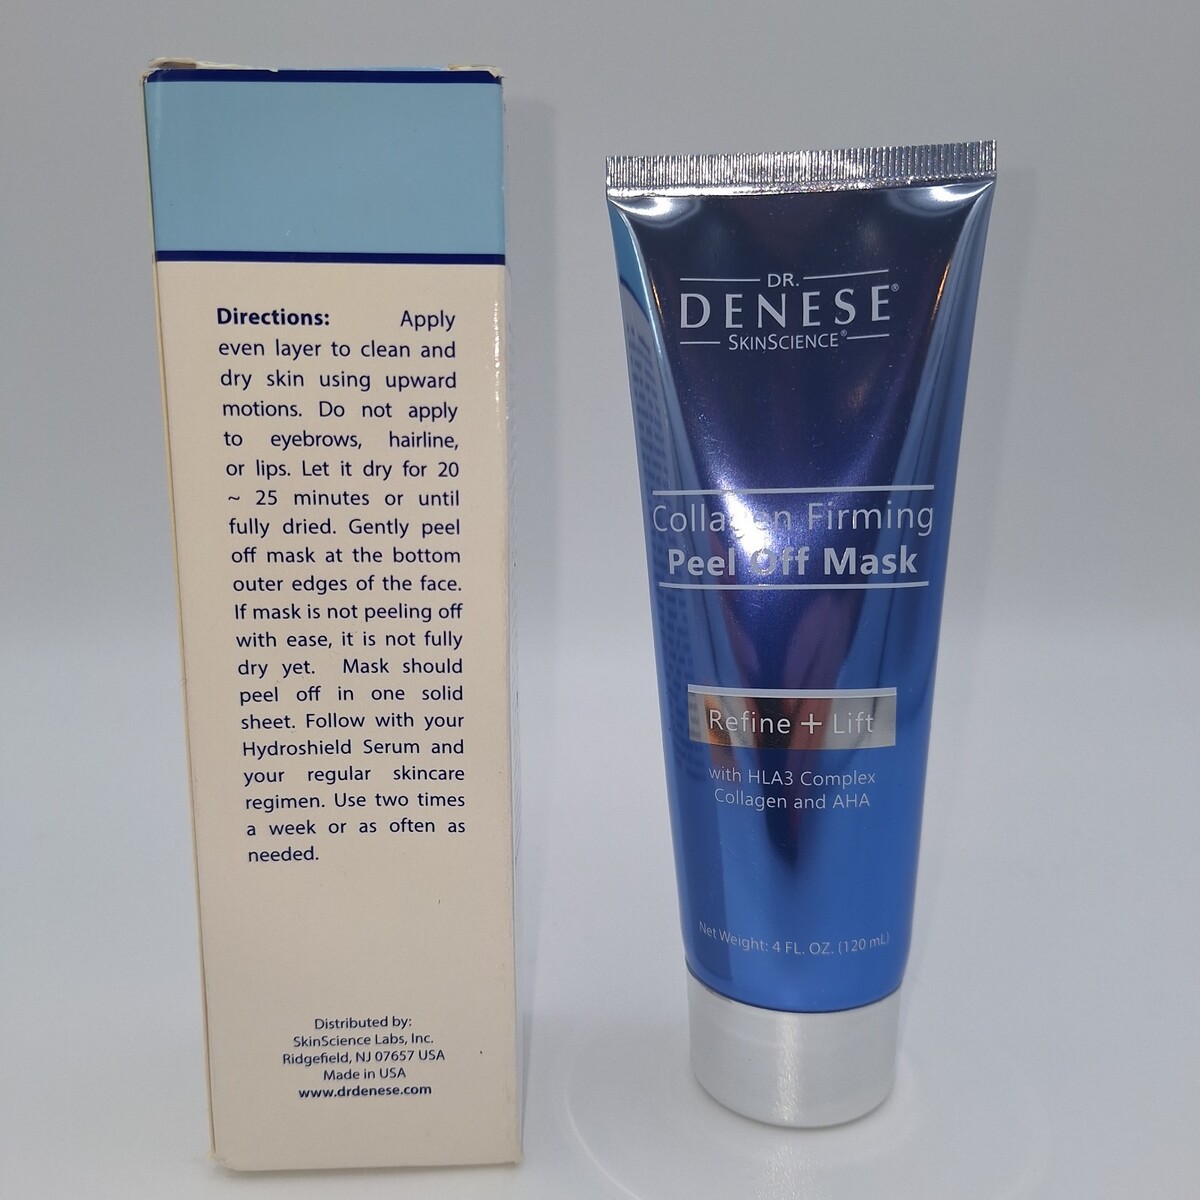 Directions: Apply
even layer to clean and
dry skin using upward
motions. Do not apply
to eyebrows, hairline,
or lips. Let it dry for 20
~ 25 minutes or until
fully dried. Gently peel
off mask at the bottom
outer edges of the face.
If mask is not peeling off
with ease, it is not fully
dry yet. Mask should
peel off in one solid
sheet. Follow with your
Hydroshield Serum and
your regular skincare
regimen. Use two times
a week or as often as
needed.
Distributed by:
SkinScience Labs, Inc.
Ridgefield, NJ 07657 USA
Made in USA
www.drdenese.com
DR.
DENESE®
SKINSCIENCE®
Collagen Firming
Peel Off Mask
Refine + Lift
with HLA3 Complex
Collagen and AHA
Net Weight: 4 FL. OZ. (120 mL)